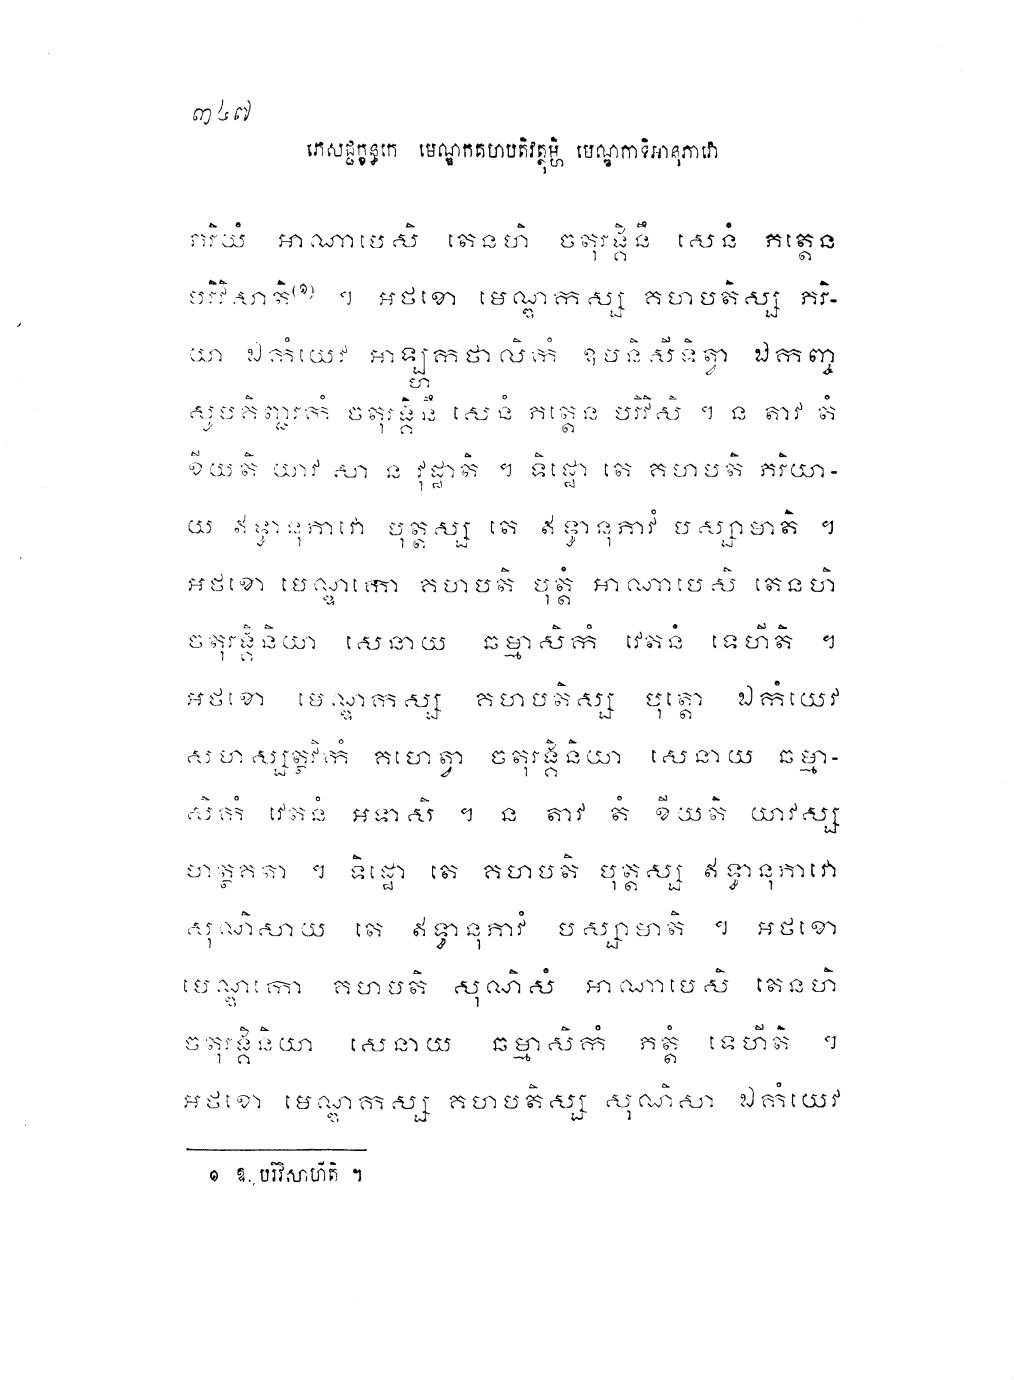 ៣៤៧
ភេសជ្ជក្ខន្ធកេ មេណ្ឌកគហបតិវត្ថុម្ហិ មេណ្ឌកាទិអានុភាវោ
ភរិយំ អាណាបេសិ តេនហិ ចតុរង្គិនឹ សេនំ ភត្តេន
បរិវិសាតិ(១) ។ អថខោ មេណ្ឌកស្ស គហបតិស្ស ភរិ-
យា ឯកំយេវ អាឡ្ហកថាលិកំ ឧបនិសីទិត្វា ឯកញ្ច
សូបភិញ្ជរកំ ចតុរង្គិនឹ សេនំ ភត្តេន បរិវិសិ ។ ន តាវ តំ
ខីយតិ យាវ សា ន វុដ្ឋាតិ ។ ទិដ្ឋោ តេ គហបតិ ភរិយា-
យ ឥទ្ធានុភាវោ បុត្តស្ស តេ ឥទ្ធានុភាវំ បស្សាមាតិ ។
អថខោ មេណ្ឌកោ គហបតិ បុត្តំ អាណាបេសិ តេនហិ
ចតុរង្គិនិយា សេនាយ ឆម្មាសិកំ វេតនំ ទេហីតិ ។
អថខោ មេណ្ឌកស្ស គហបតិស្ស បុត្តោ ឯកំយេវ
សហស្សត្ថវិកំ គហេត្វា ចតុរង្គិនិយា សេនាយ ឆម្មា-
សិកំ វេតនំ អទាសិ ។ ន តាវ តំ ខីយតិ យាវស្ស
ហត្ថគតា ។ ទិដ្ឋោ តេ គហបតិ បុត្តស្ស ឥទ្ធានុភាវោ
សុណិសាយ តេ ឥទ្ធានុភាវំ បស្សាមាតិ ។ អថខោ
មេណ្ឌកោ គហបតិ សុណិសំ អាណាបេសិ តេនហិ
ចតុរង្គិនិយា សេនាយ ឆម្មាសិកំ ភត្តំ ទេហីតិ ។
អថខោ មេណ្ឌកស្ស គហបតិស្ស សុណិសា ឯកំយេវ
១ ឱ. បរិវិសាហីតិ ។